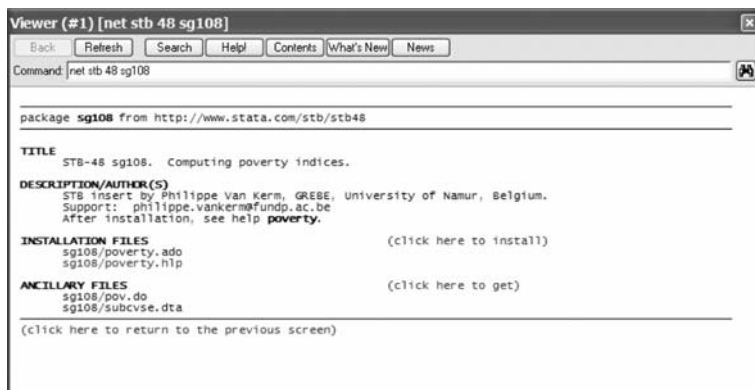 Viewer (#1) [net stb 48 sg108]
Back Refresh Search Help! Contents What's New News
Command: net stb 48 sg108
package sg108 from http://www.stata.com/stb/stb48
TITLE
STB-48 sg108. Computing poverty indices.
DESCRIPTION/AUTHOR(S)
STB insert by Philippe Van Kerm, GREBE, University of Namur, Belgium.
Support: philippe.vankerm@fundp.ac.be
After installation, see help poverty.
INSTALLATION FILES (click here to install)
sg108/poverty.ado
sg108/poverty.hlp
ANCILLARY FILES (click here to get)
sg108/pov.do
sg108/subcvse.dta
(click here to return to the previous screen)